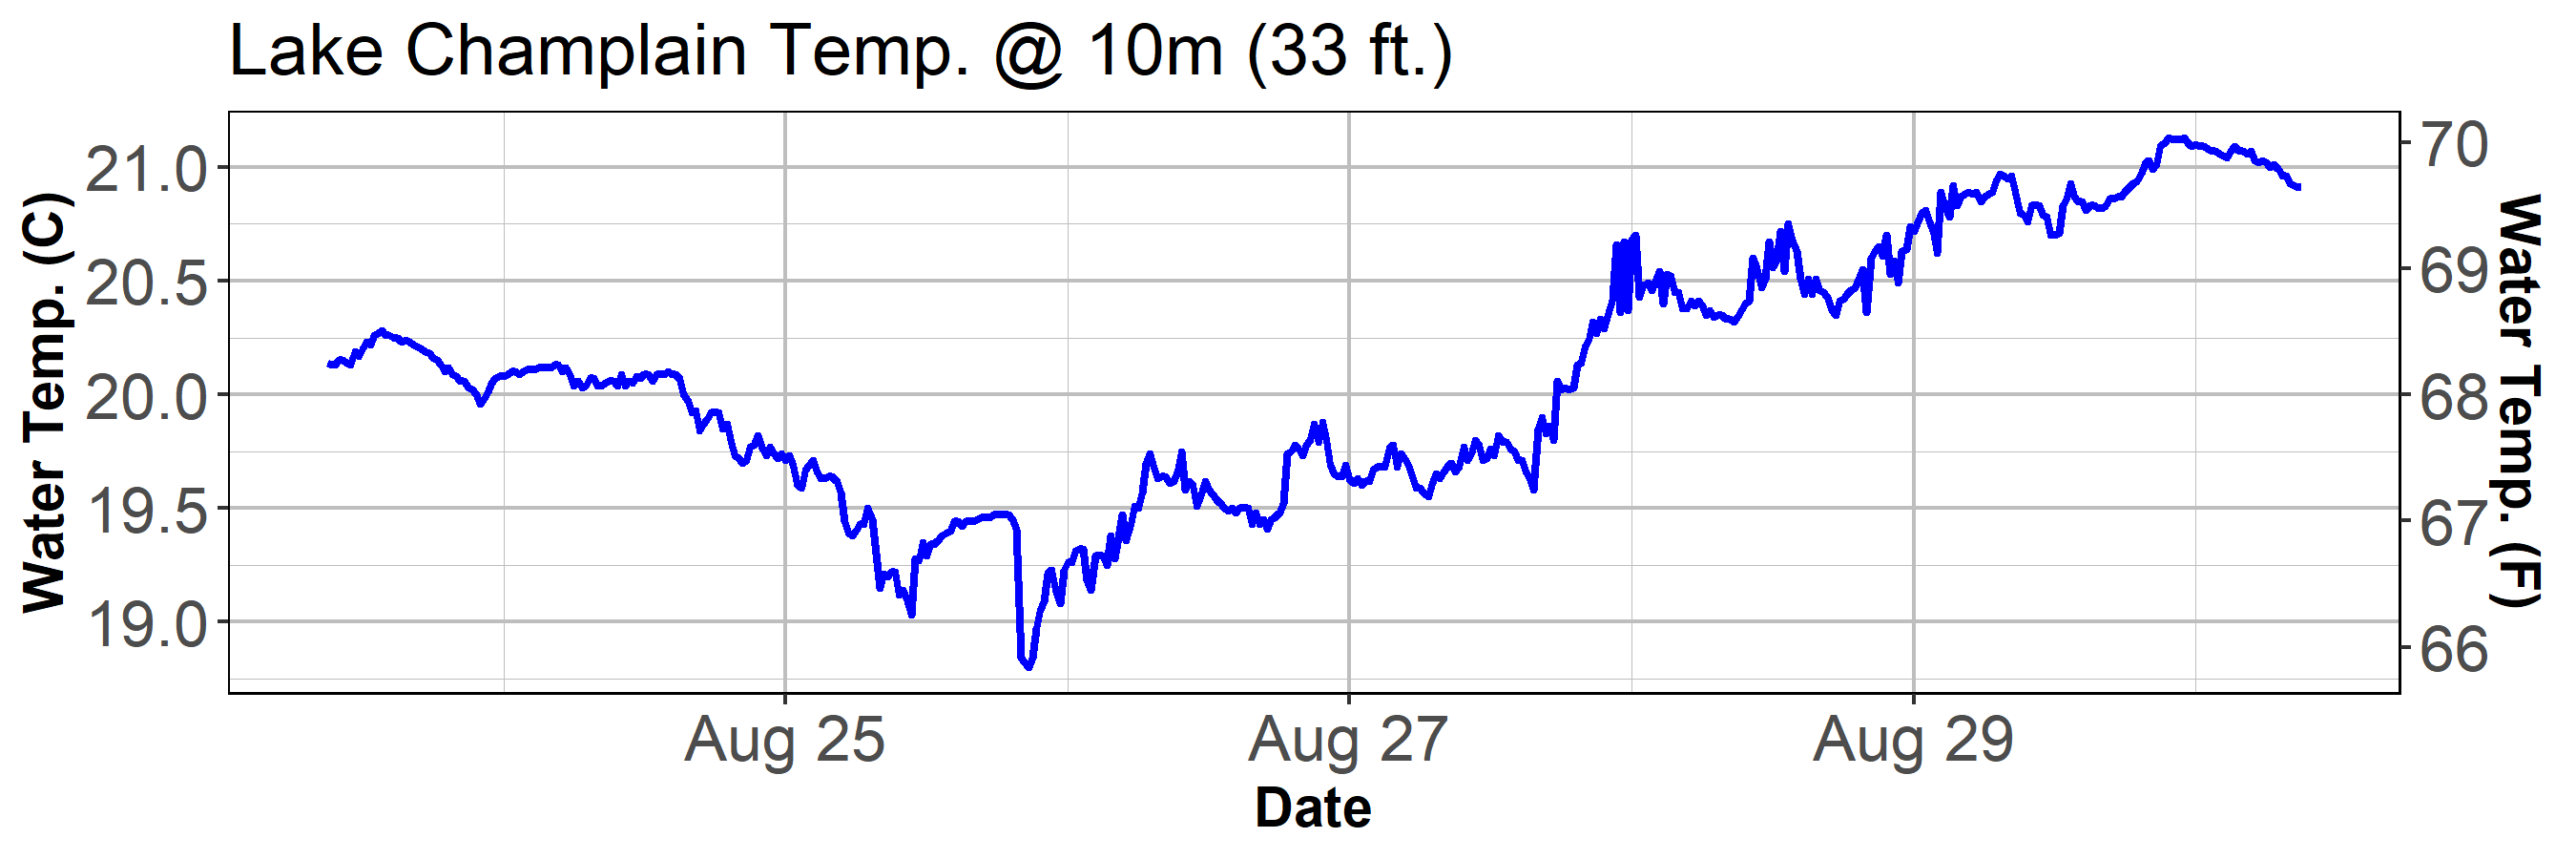 Lake Champlain Temp. @ 10m (33 ft.)
Water Temp. (C)
21.0
20.5
20.0
19.5
19.0
70
69
68
67
66
Water Temp. (F)
Aug 25 Aug 27 Aug 29
Date